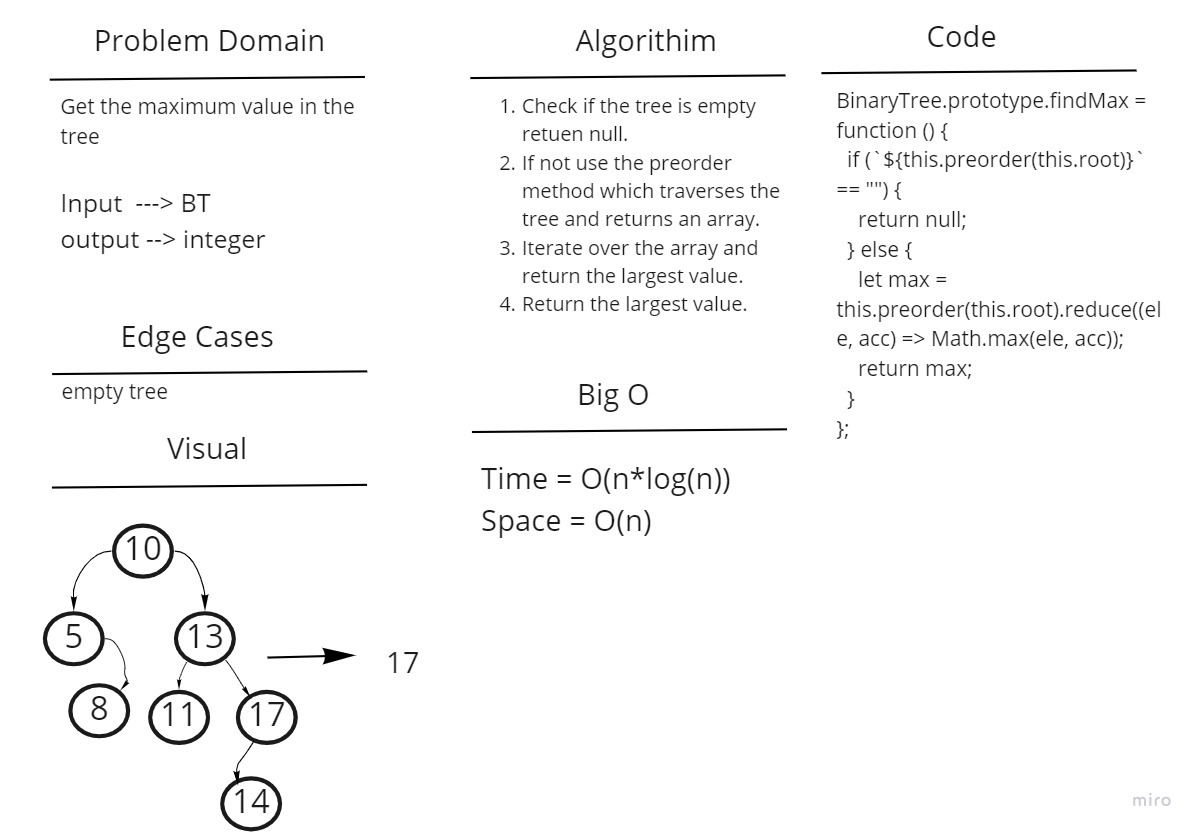 Problem Domain
Get the maximum value in the
tree
Input ---> BT
output --> integer
Edge Cases
empty tree
Visual
10
5
13
8
11
17
14
17
Algorithim
1. Check if the tree is empty
retuen null.
2. If not use the preorder
method which traverses the
tree and returns an array.
3. Iterate over the array and
return the largest value.
4. Return the largest value.
Big O
Time = O(n*log(n))
Space = O(n)
Code
BinaryTree.prototype.findMax =
function () {
if (`${this.preorder(this.root)}`
== "") {
return null;
} else {
let max =
this.preorder(this.root).reduce((el
e, acc) => Math.max(ele, acc));
return max;
}
};
miro